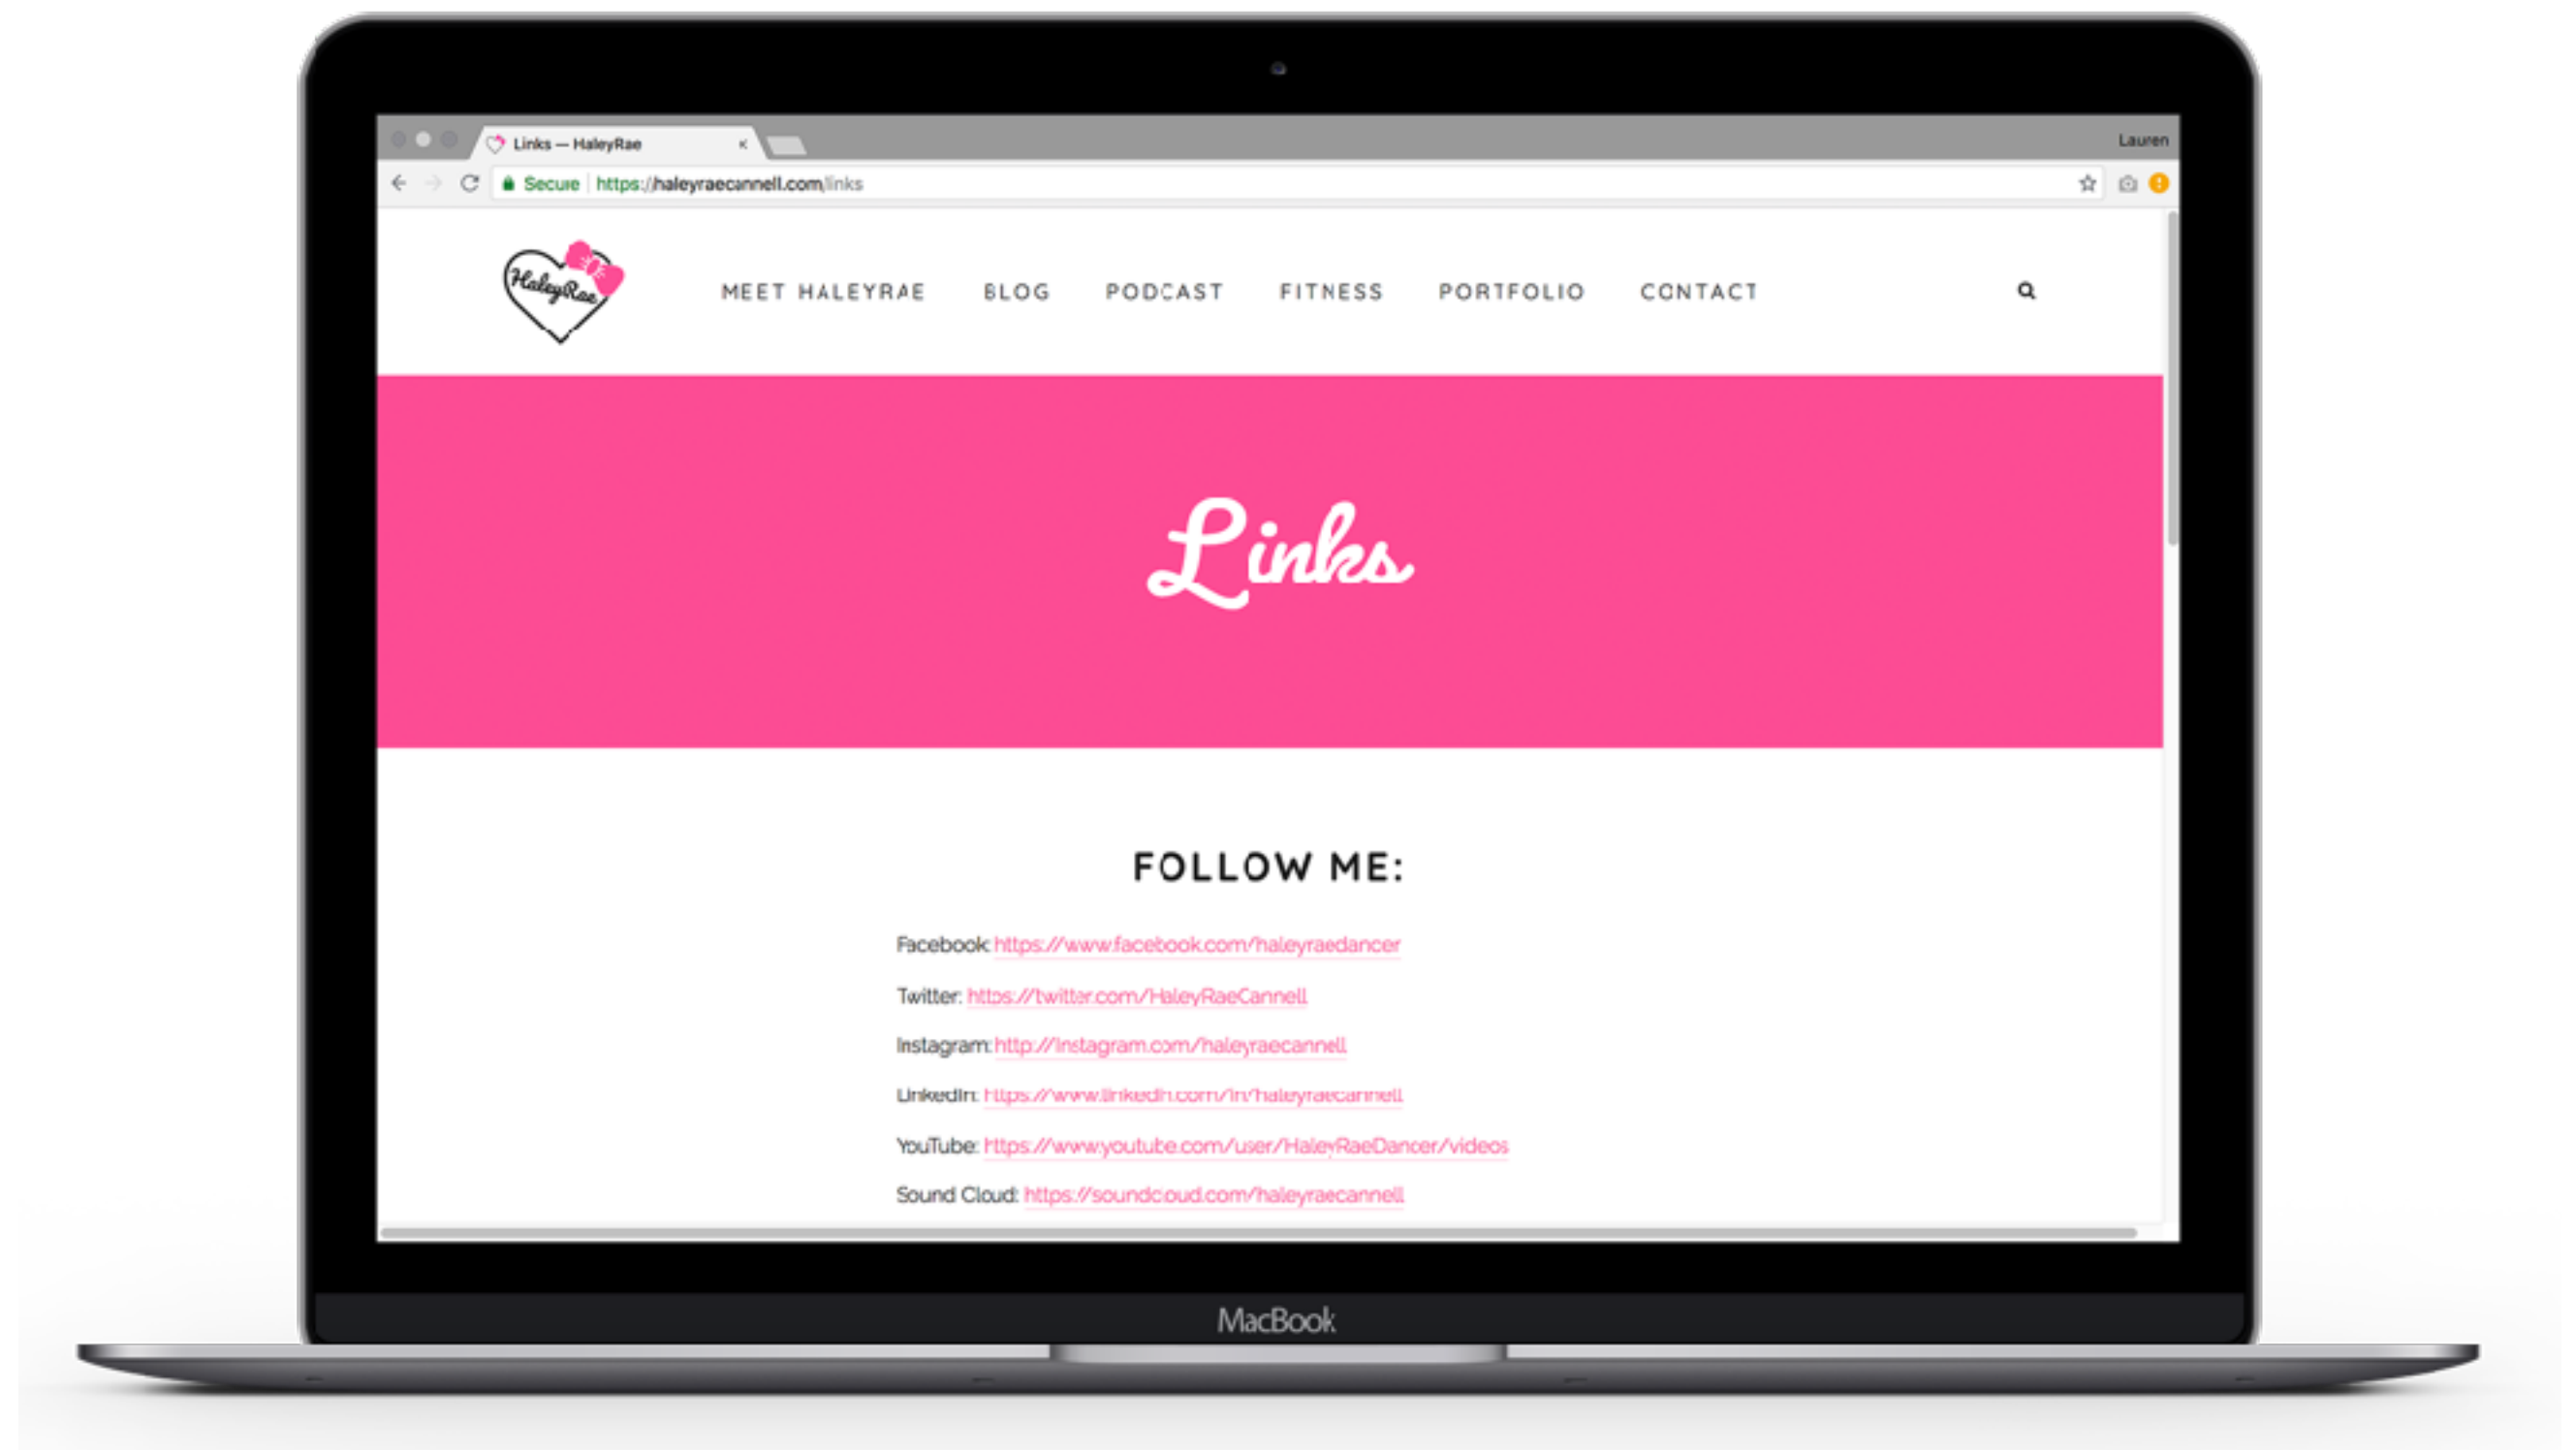 Links — HaleyRae
Lauren
Secure https://haleyraecannell.com/links
HaleyRae
MEET HALEYRAE BLOG PODCAST FITNESS PORTFOLIO CONTACT
Links
FOLLOW ME:
Facebook: https://www.facebook.com/haleyraedancer
Twitter: https://twitter.com/HaleyRaeCannell
Instagram: http://instagram.com/haleyraecannell
LinkedIn: https://www.linkedin.com/in/haleyraecannell
YouTube: https://www.youtube.com/user/HaleyRaeDancer/videos
Sound Cloud: https://soundcloud.com/haleyraecannell
MacBook